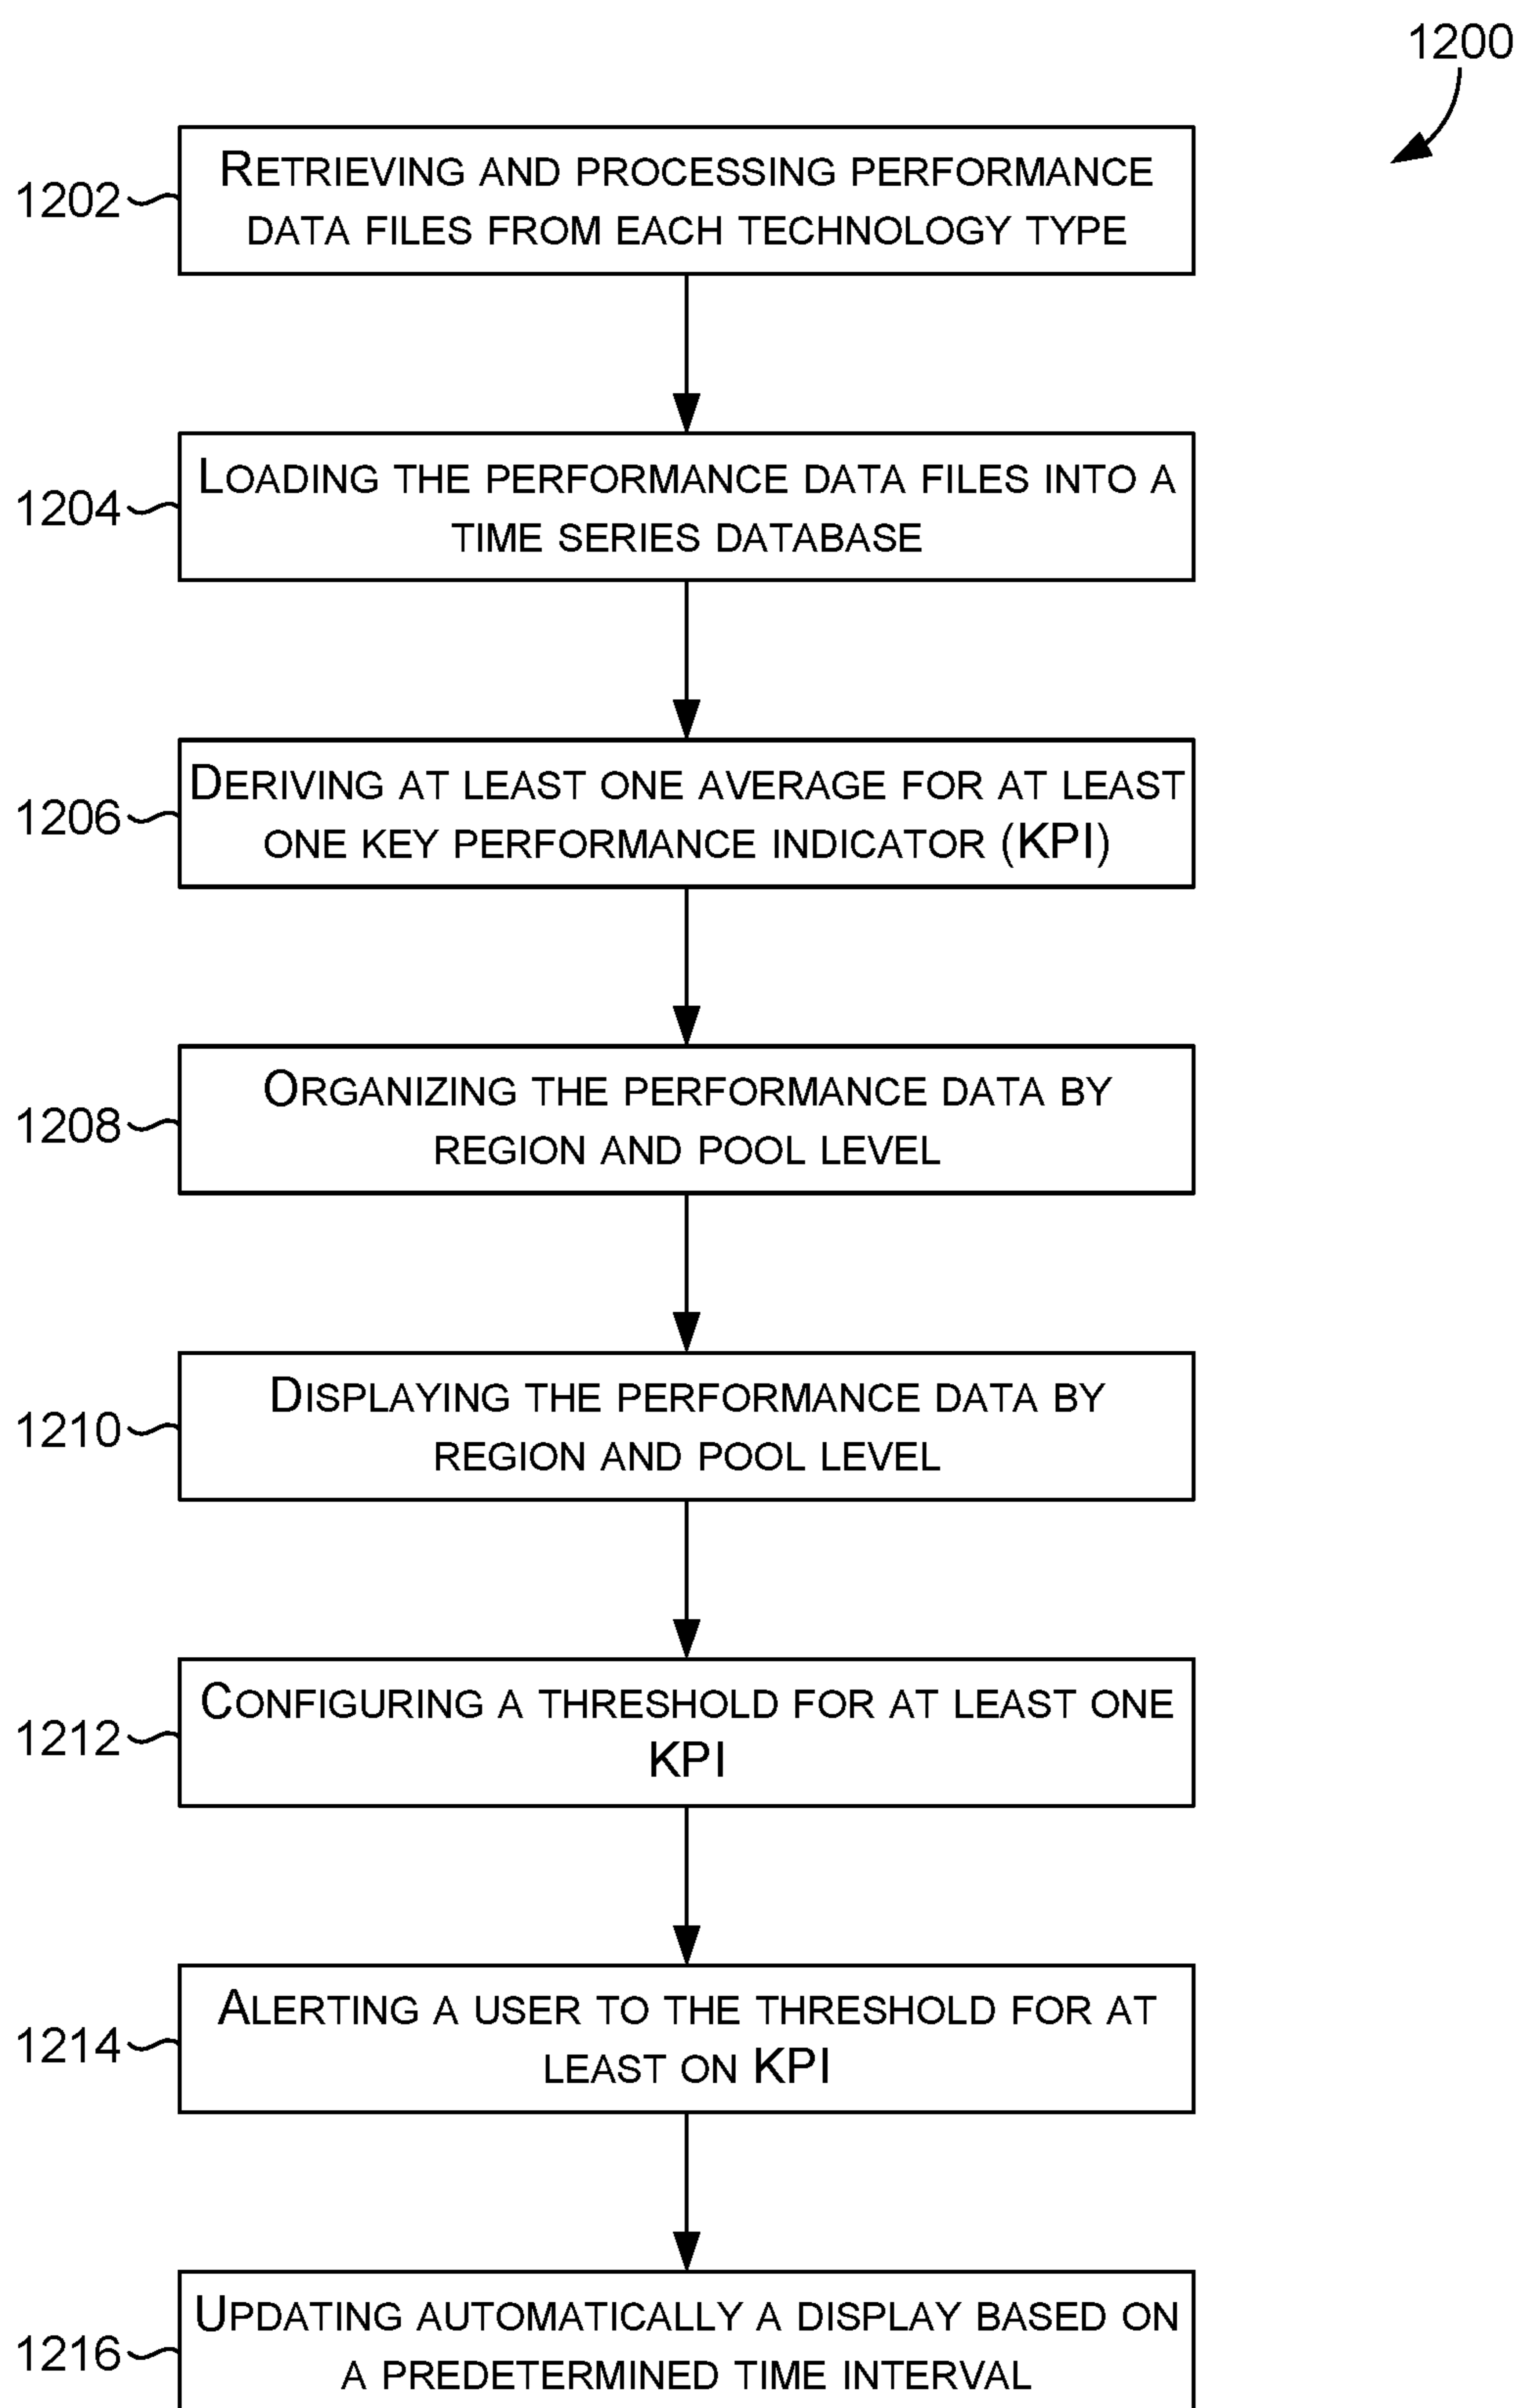 1200
1202
RETRIEVING AND PROCESSING PERFORMANCE
DATA FILES FROM EACH TECHNOLOGY TYPE
1204
LOADING THE PERFORMANCE DATA FILES INTO A
TIME SERIES DATABASE
1206
DERIVING AT LEAST ONE AVERAGE FOR AT LEAST
ONE KEY PERFORMANCE INDICATOR (KPI)
1208
ORGANIZING THE PERFORMANCE DATA BY
REGION AND POOL LEVEL
1210
DISPLAYING THE PERFORMANCE DATA BY
REGION AND POOL LEVEL
1212
CONFIGURING A THRESHOLD FOR AT LEAST ONE
KPI
1214
ALERTING A USER TO THE THRESHOLD FOR AT
LEAST ON KPI
1216
UPDATING AUTOMATICALLY A DISPLAY BASED ON
A PREDETERMINED TIME INTERVAL